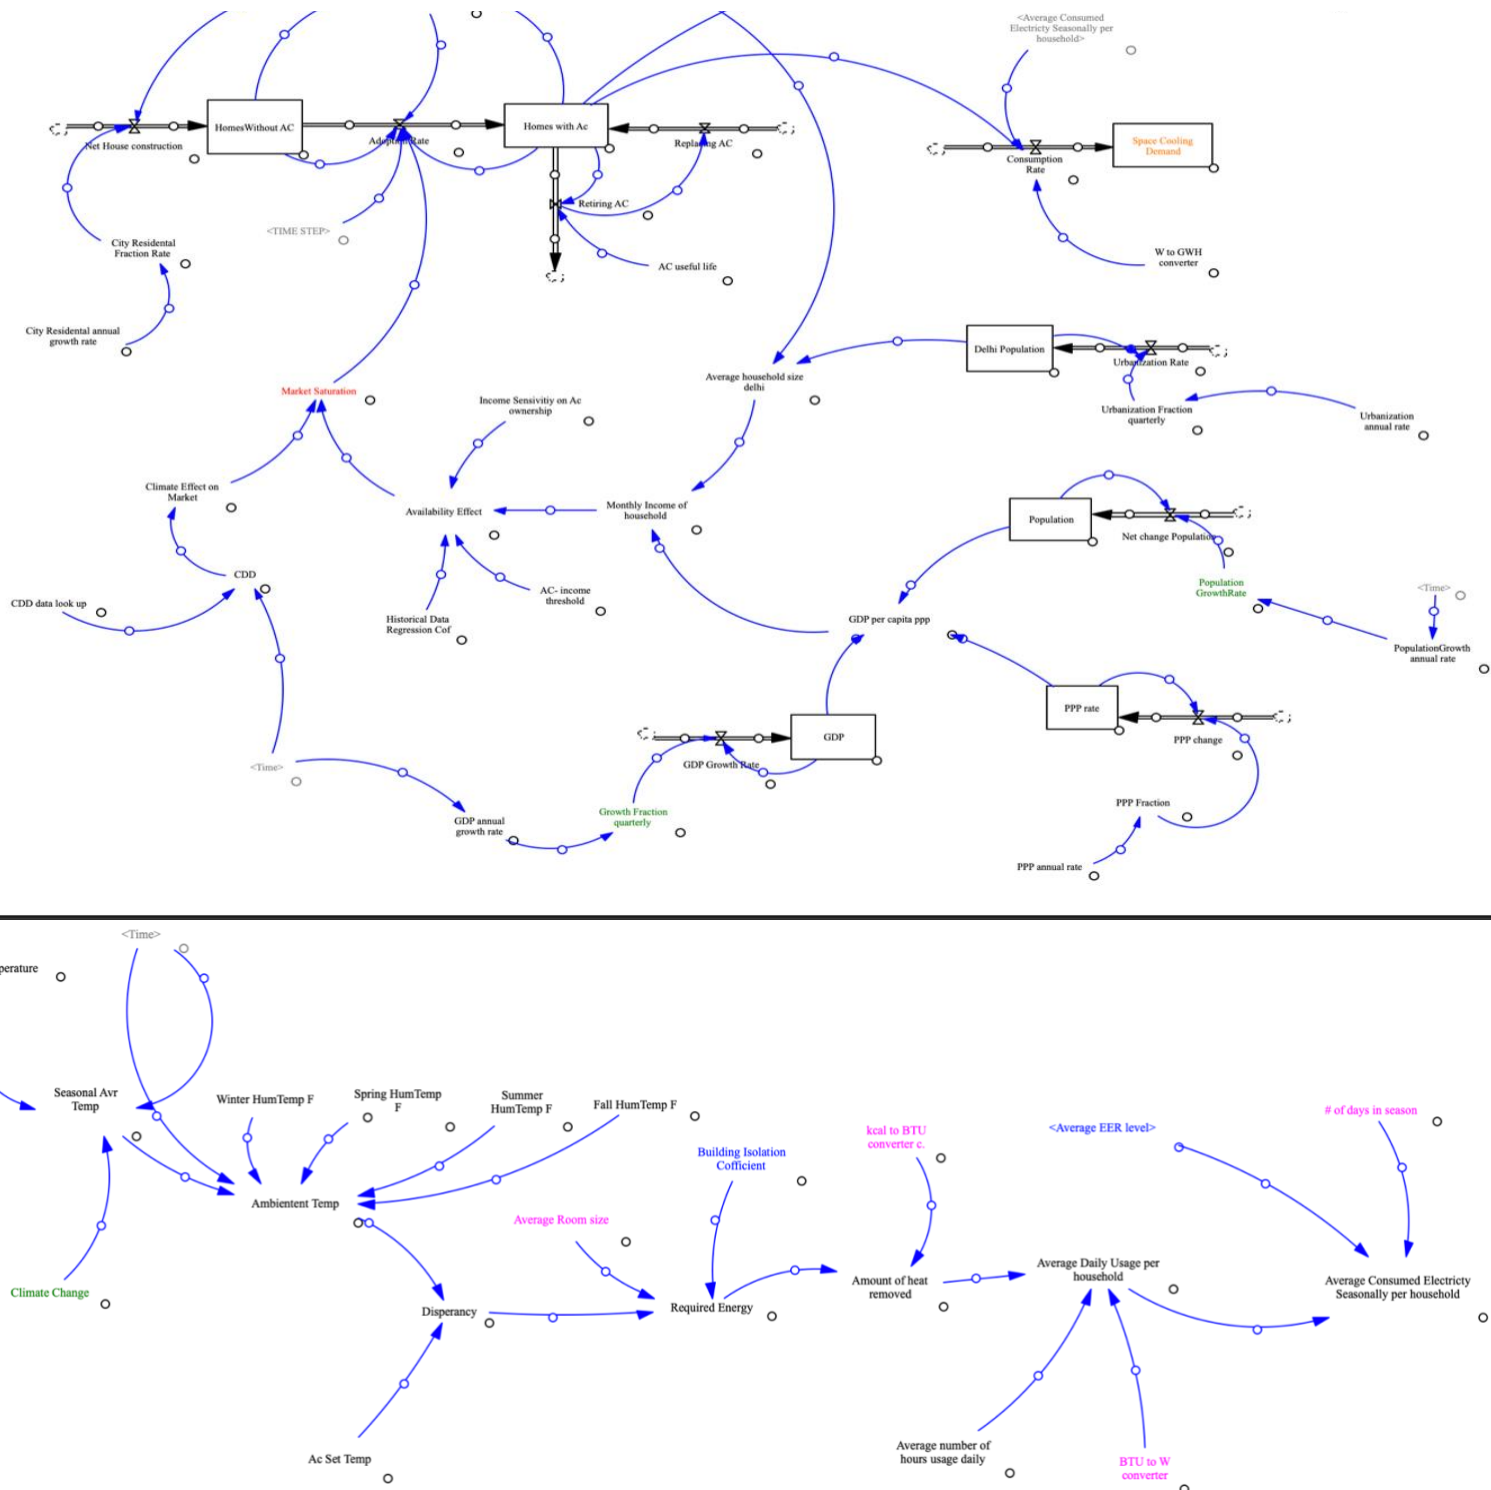 <Average Consumed
Electricty Seasonally per
household>
HomesWithout AC
Homes with Ac
Net House construction
Adoption Rate
Replacing AC
Space Cooling
Demand
Consumption
Rate
Retiring AC
<TIME STEP>
City Residental
Fraction Rate
AC useful life
W to GWH
converter
City Residental annual
growth rate
Delhi Population
Urbanization Rate
Average household size
delhi
Market Saturation
Income Sensivitiy on Ac
ownership
Urbanization Fraction
quarterly
Urbanization
annual rate
Climate Effect on
Market
Availability Effect
Monthly Income of
household
Population
Net change Population
CDD
CDD data look up
AC- income
threshold
Historical Data
Regression Cof
Population
GrowthRate
<Time>
GDP per capita ppp
PopulationGrowth
annual rate
PPP rate
PPP change
GDP
GDP Growth Rate
<Time>
GDP annual
growth rate
Growth Fraction
quarterly
PPP Fraction
PPP annual rate
<Time>
perature
Seasonal Avr
Temp
Winter HumTemp F
Spring HumTemp
F
Summer
HumTemp F
Fall HumTemp F
# of days in season
<Average EER level>
kcal to BTU
converter c.
Building Isolation
Cofficient
Ambientent Temp
Average Room size
Climate Change
Disperancy
Required Energy
Amount of heat
removed
Average Daily Usage per
household
Average Consumed Electricty
Seasonally per household
Ac Set Temp
Average number of
hours usage daily
BTU to W
converter